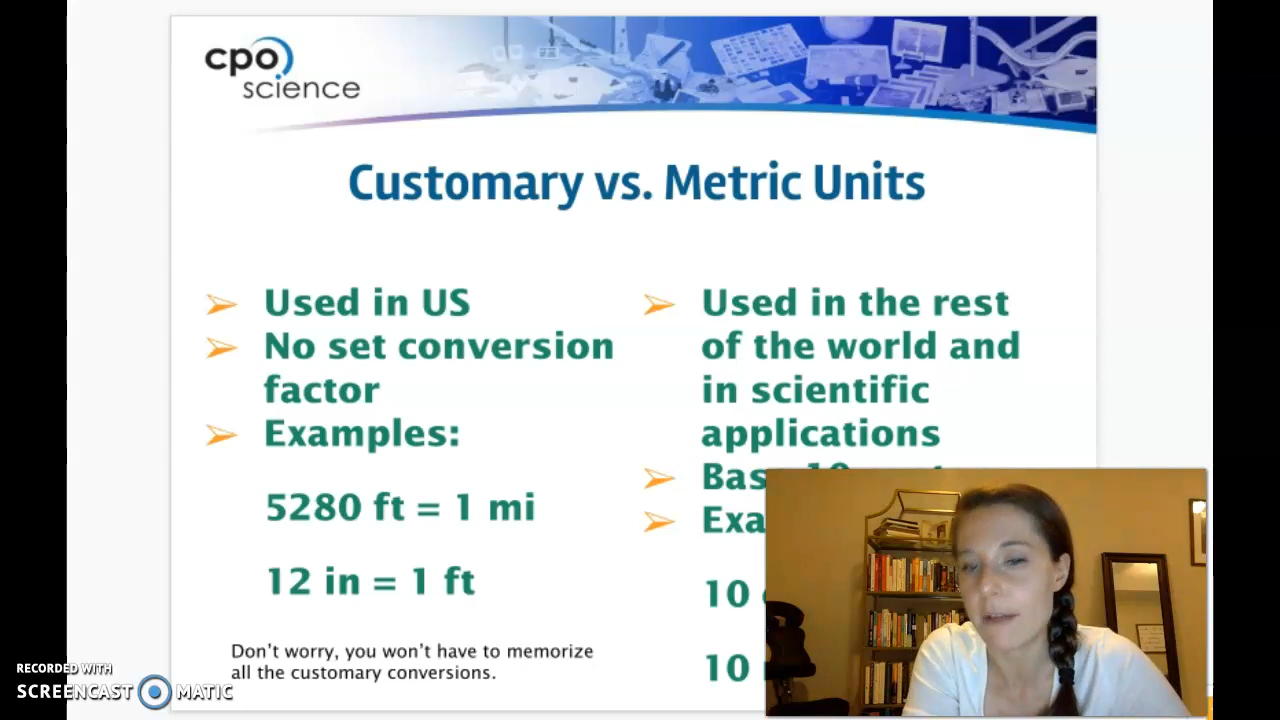 cpo
science
Customary vs. Metric Units
Used in US
No set conversion
factor
Examples:
5280 ft = 1 mi
12 in = 1 ft
Don't worry, you won't have to memorize
all the customary conversions.
Used in the rest
of the world and
in scientific
applications
10
10
RECORDED WITH
SCREENCAST MATIC